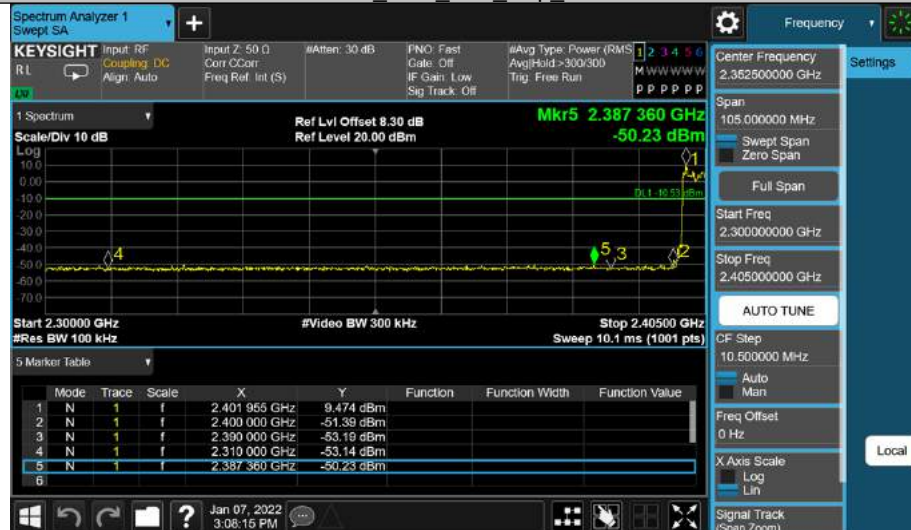 Spectrum Analyzer 1
Swept SA
Frequency
KEYSIGHT
RL
Input: RF
Coupling: DC
Align: Auto
Input Z: 50 Ω
Corr CCorr
Freq Ref: Int (S)
#Atten: 30 dB
PNO: Fast
Gate: Off
IF Gain: Low
Sig Track: Off
#Avg Type: Power (RMS
Avg|Hold:>300/300
Trig: Free Run
1 2 3 4 5 6
M W W W W W
P P P P P P
1 Spectrum
Scale/Div 10 dB
Ref Lvl Offset 8.30 dB
Ref Level 20.00 dBm
Mkr5 2.387 360 GHz
-50.23 dBm
Log
10.0
0.00
-10.0
-20.0
-30.0
-40.0
-50.0
-60.0
-70.0
DL1 -10.53 dBm
1
2
3
4
5
Start 2.30000 GHz
#Res BW 100 kHz
#Video BW 300 kHz
Stop 2.40500 GHz
Sweep 10.1 ms (1001 pts)
5 Marker Table
Mode Trace Scale X Y Function Function Width Function Value
1 N 1 f 2.401 955 GHz 9.474 dBm
2 N 1 f 2.400 000 GHz -51.39 dBm
3 N 1 f 2.390 000 GHz -53.19 dBm
4 N 1 f 2.310 000 GHz -53.14 dBm
5 N 1 f 2.387 360 GHz -50.23 dBm
6
Jan 07, 2022
3:08:15 PM
Center Frequency
2.352500000 GHz
Span
105.000000 MHz
Swept Span
Zero Span
Full Span
Start Freq
2.300000000 GHz
Stop Freq
2.405000000 GHz
AUTO TUNE
CF Step
10.500000 MHz
Auto
Man
Freq Offset
0 Hz
X Axis Scale
Log
Lin
Signal Track
(Span Zoom)
Settings
Local